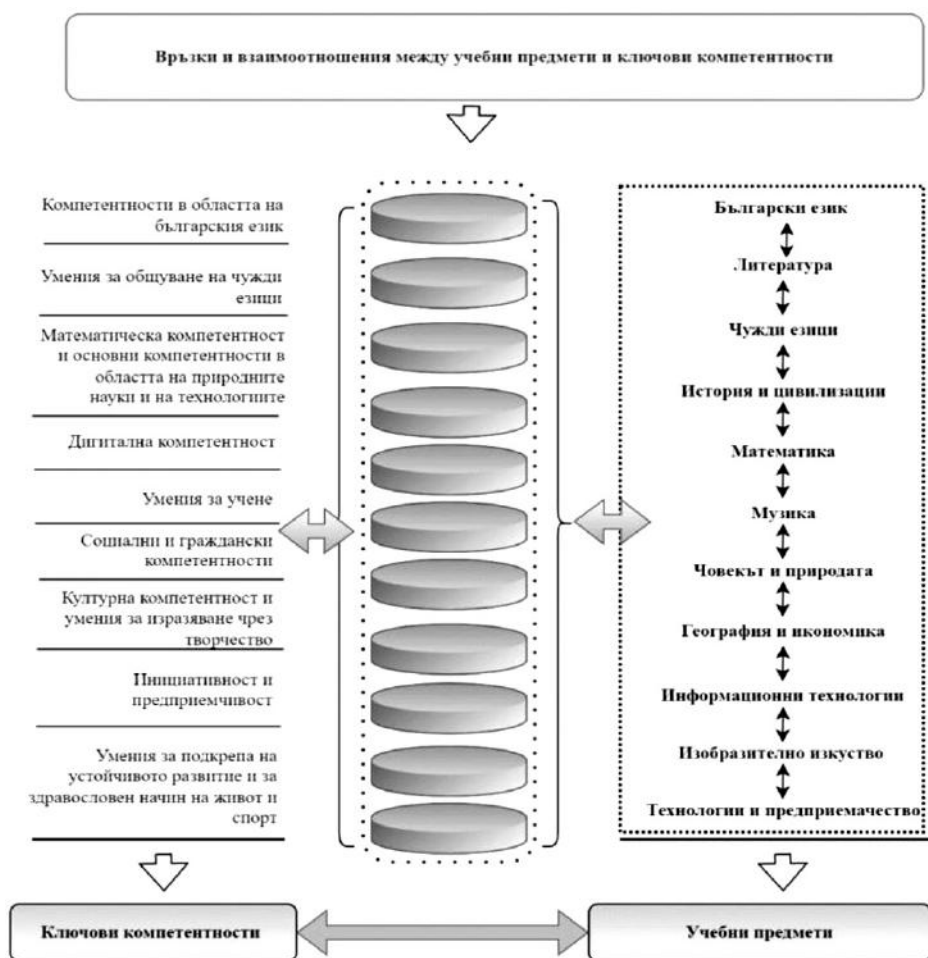 Връзки и взаимоотношения между учебни предмети и ключови компетентности
Компетентности в областта на
българския език
Умения за общуване на чужди
езици
Математическа компетентност
и основни компетентности в
областта на природните
науки и на технологиите
Дигитална компетентност
Умения за учене
Социални и граждански
компетентности
Културна компетентност и
умения за изразяване чрез
творчество
Инициативност и
предприемчивост
Умения за подкрепа на
устойчивото развитие и за
здравословен начин на живот и
спорт
Български език
Литература
Чужди езици
История и цивилизации
Математика
Музика
Човекът и природата
География и икономика
Информационни технологии
Изобразително изкуство
Технологии и предприемачество
Ключови компетентности
Учебни предмети